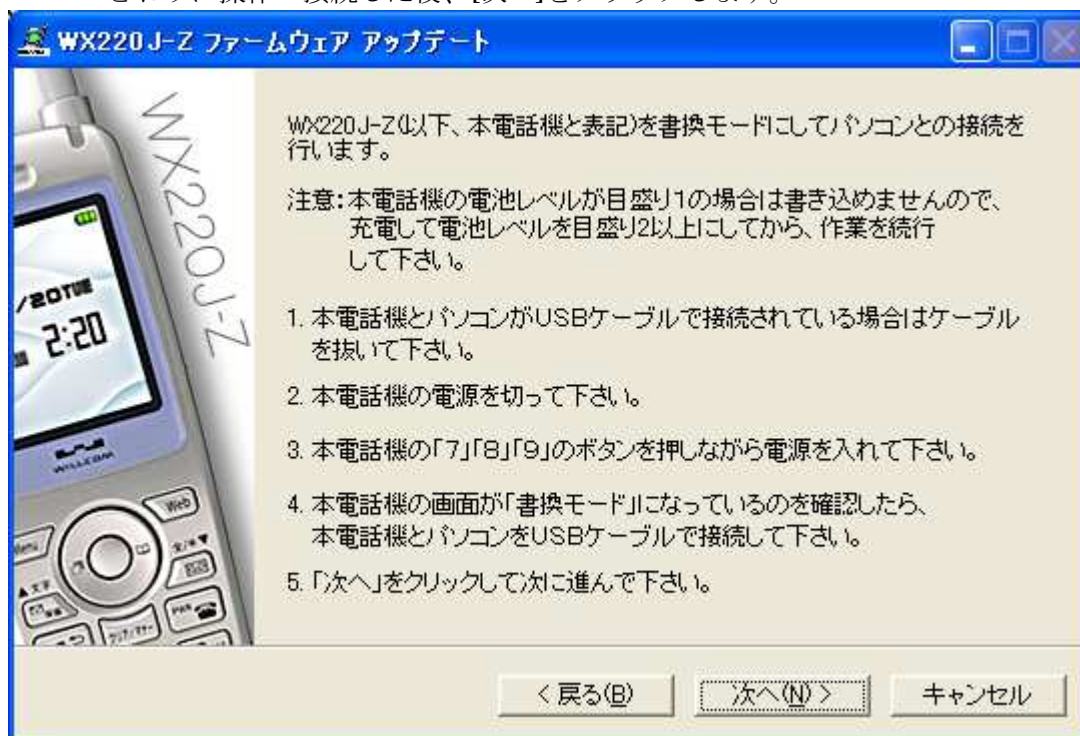 WX220J-Z ファームウェア アップデート
WX220J-Z
WX220J-Z(以下、本電話機と表記)を書換モードにしてパソコンとの接続を
行います。
注意:本電話機の電池レベルが目盛り1の場合は書き込めませんので、
充電して電池レベルを目盛り2以上にしてから、作業を続行
して下さい。
1. 本電話機とパソコンがUSBケーブルで接続されている場合はケーブル
を抜いて下さい。
2. 本電話機の電源を切って下さい。
3. 本電話機の「7」「8」「9」のボタンを押しながら電源を入れて下さい。
4. 本電話機の画面が「書換モード」になっているのを確認したら、
本電話機とパソコンをUSBケーブルで接続して下さい。
5. 「次へ」をクリックして次に進んで下さい。
/20TUE
2:20
WILLCOM
Web
Menu
文字
PWR
クリア/マナー
< 戻る(B)
次へ(N) >
キャンセル